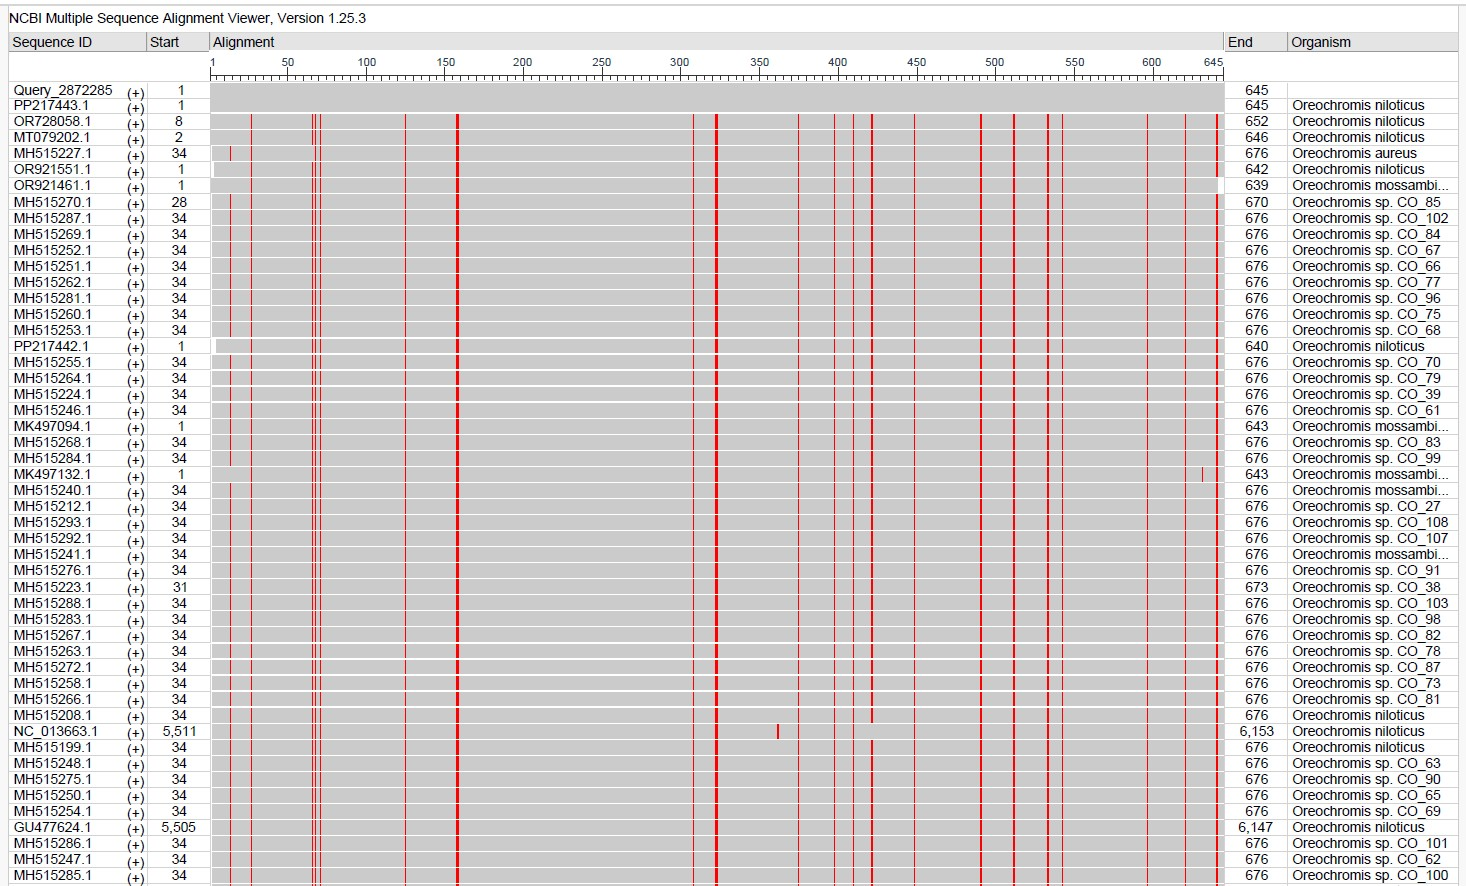 NCBI Multiple Sequence Alignment Viewer, Version 1.25.3
Sequence ID Start Alignment End Organism
1 50 100 150 200 250 300 350 400 450 500 550 600 645
Query_2872285 (+) 1 645
PP217443.1 (+) 1 645 Oreochromis niloticus
OR728058.1 (+) 8 652 Oreochromis niloticus
MT079202.1 (+) 2 646 Oreochromis niloticus
MH515227.1 (+) 34 676 Oreochromis aureus
OR921551.1 (+) 1 642 Oreochromis niloticus
OR921461.1 (+) 1 639 Oreochromis mossambi...
MH515270.1 (+) 28 670 Oreochromis sp. CO_85
MH515287.1 (+) 34 676 Oreochromis sp. CO_102
MH515269.1 (+) 34 676 Oreochromis sp. CO_84
MH515252.1 (+) 34 676 Oreochromis sp. CO_67
MH515251.1 (+) 34 676 Oreochromis sp. CO_66
MH515262.1 (+) 34 676 Oreochromis sp. CO_77
MH515281.1 (+) 34 676 Oreochromis sp. CO_96
MH515260.1 (+) 34 676 Oreochromis sp. CO_75
MH515253.1 (+) 34 676 Oreochromis sp. CO_68
PP217442.1 (+) 1 640 Oreochromis niloticus
MH515255.1 (+) 34 676 Oreochromis sp. CO_70
MH515264.1 (+) 34 676 Oreochromis sp. CO_79
MH515224.1 (+) 34 676 Oreochromis sp. CO_39
MH515246.1 (+) 34 676 Oreochromis sp. CO_61
MK497094.1 (+) 1 643 Oreochromis mossambi...
MH515268.1 (+) 34 676 Oreochromis sp. CO_83
MH515284.1 (+) 34 676 Oreochromis sp. CO_99
MK497132.1 (+) 1 643 Oreochromis mossambi...
MH515240.1 (+) 34 676 Oreochromis mossambi...
MH515212.1 (+) 34 676 Oreochromis sp. CO_27
MH515293.1 (+) 34 676 Oreochromis sp. CO_108
MH515292.1 (+) 34 676 Oreochromis sp. CO_107
MH515241.1 (+) 34 676 Oreochromis mossambi...
MH515276.1 (+) 34 676 Oreochromis sp. CO_91
MH515223.1 (+) 31 673 Oreochromis sp. CO_38
MH515288.1 (+) 34 676 Oreochromis sp. CO_103
MH515283.1 (+) 34 676 Oreochromis sp. CO_98
MH515267.1 (+) 34 676 Oreochromis sp. CO_82
MH515263.1 (+) 34 676 Oreochromis sp. CO_78
MH515272.1 (+) 34 676 Oreochromis sp. CO_87
MH515258.1 (+) 34 676 Oreochromis sp. CO_73
MH515266.1 (+) 34 676 Oreochromis sp. CO_81
MH515208.1 (+) 34 676 Oreochromis niloticus
NC_013663.1 (+) 5,511 6,153 Oreochromis niloticus
MH515199.1 (+) 34 676 Oreochromis niloticus
MH515248.1 (+) 34 676 Oreochromis sp. CO_63
MH515275.1 (+) 34 676 Oreochromis sp. CO_90
MH515250.1 (+) 34 676 Oreochromis sp. CO_65
MH515254.1 (+) 34 676 Oreochromis sp. CO_69
GU477624.1 (+) 5,505 6,147 Oreochromis niloticus
MH515286.1 (+) 34 676 Oreochromis sp. CO_101
MH515247.1 (+) 34 676 Oreochromis sp. CO_62
MH515285.1 (+) 34 676 Oreochromis sp. CO_100